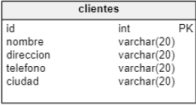 clientes
id int PK
nombre varchar(20)
direccion varchar(20)
telefono varchar(20)
ciudad varchar(20)